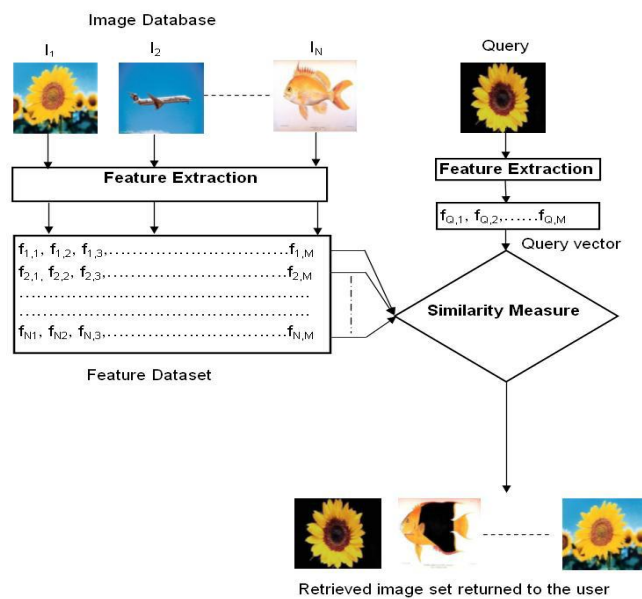 Image Database
I1 I2 IN Query
Feature Extraction
Feature Extraction
fQ,1, fQ,2,......fQ,M
Query vector
f1,1, f1,2, f1,3,..............................f1,M
f2,1, f2,2, f2,3,..............................f2,M
......................................................
......................................................
fN1, fN2, fN,3..............................fN,M
Similarity Measure
Feature Dataset
Retrieved image set returned to the user